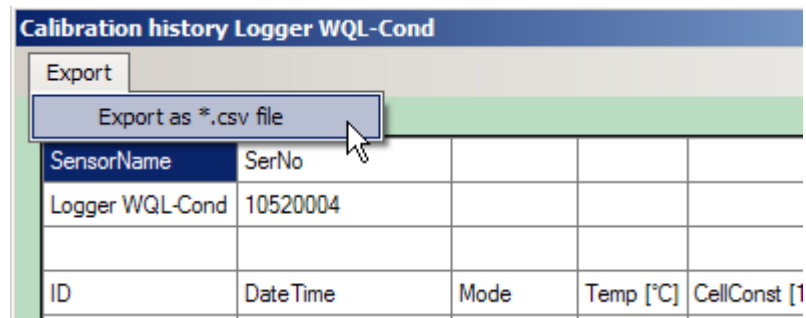 Calibration history Logger WQL-Cond
Export
Export as *.csv file
SensorName SerNo
Logger WQL-Cond 10520004
ID DateTime Mode Temp [°C] CellConst [1